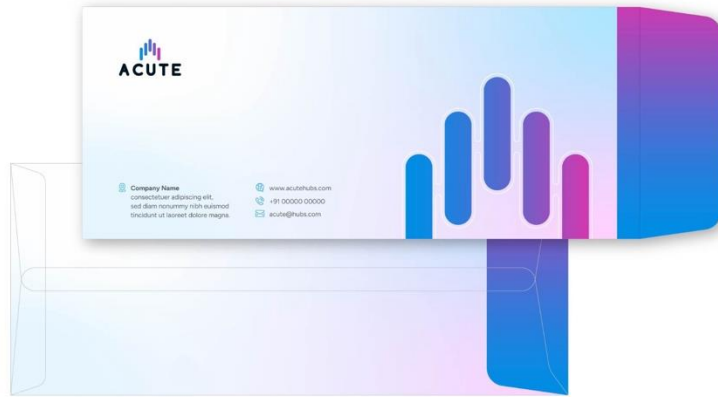 ACUTE
Company Name
consectetuer adipiscing elit,
sed diam nonummy nibh euismod
tincidunt ut laoreet dolore magna
www.acutehubs.com
+91 00000 00000
acute@hubs.com